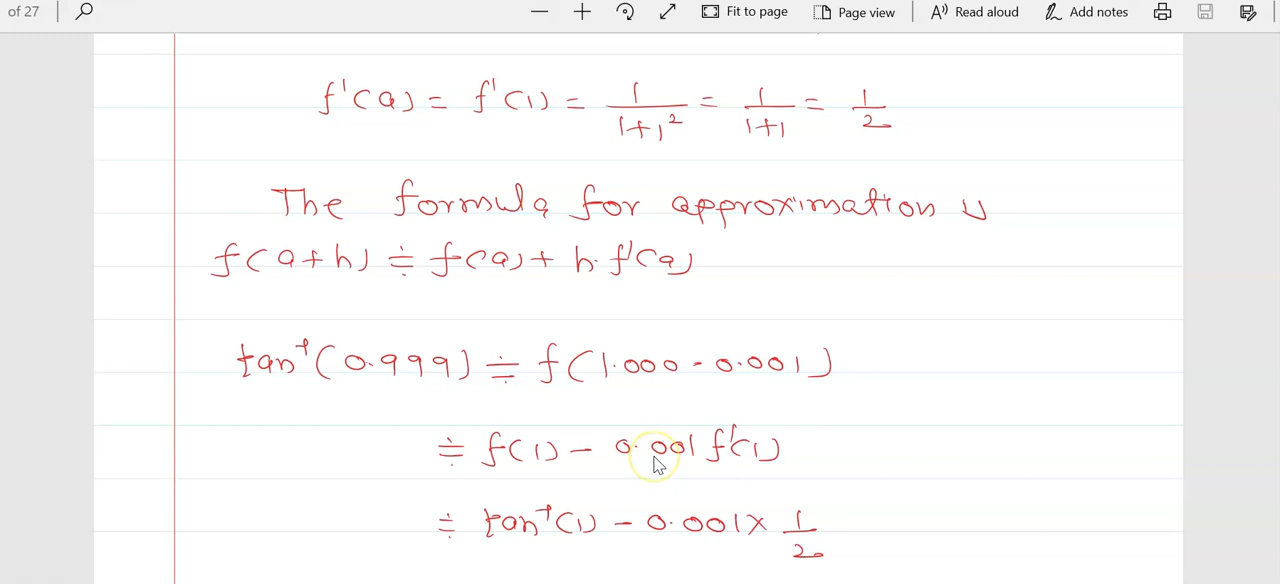 of 27 Fit to page Page view Read aloud Add notes
f'(a) = f'(1) = 1/(1+1²) = 1/(1+1) = 1/2
The formula for approximation is
f(a+h) ≑ f(a) + h. f'(a)
tan⁻¹(0.999) ≑ f(1.000 - 0.001)
≑ f(1) - 0.001 f'(1)
≑ tan⁻¹(1) - 0.001 × 1/2